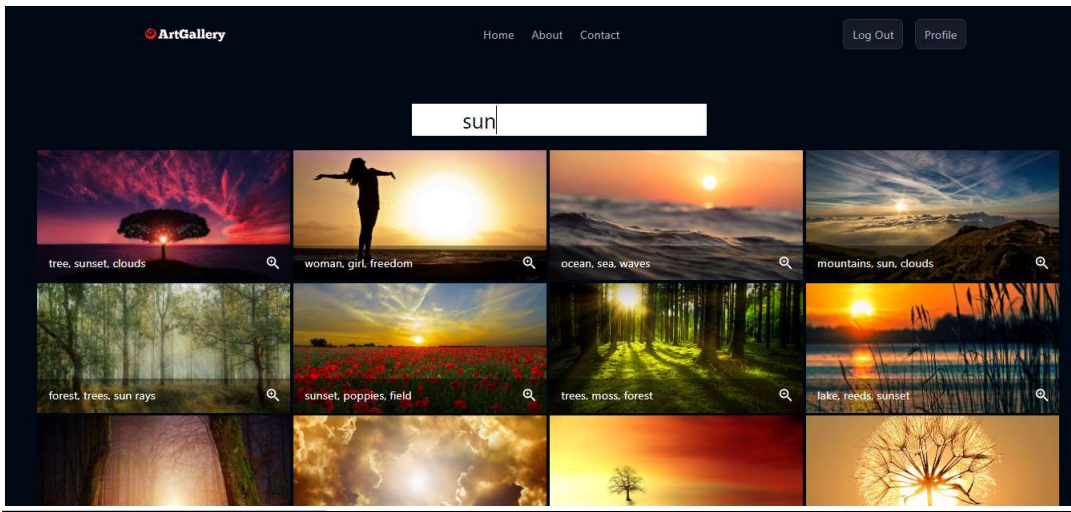 ArtGallery
Home About Contact
Log Out Profile
sun
tree, sunset, clouds
woman, girl, freedom
ocean, sea, waves
mountains, sun, clouds
forest, trees, sun rays
sunset, poppies, field
trees, moss, forest
lake, reeds, sunset